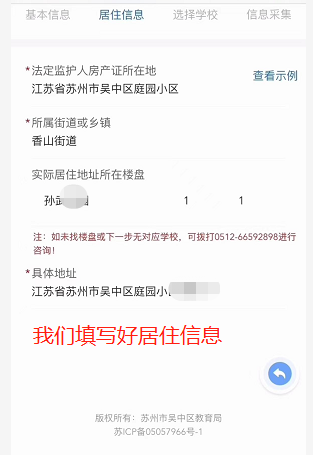 基本信息 居住信息 选择学校 信息采集
*法定监护人房产证所在地 查看示例
江苏省苏州市吴中区庭园小区
*所属街道或乡镇
香山街道
实际居住地址所在楼盘
孙武 园 1 1
注：如未找楼盘或下一步无对应学校，可拨打0512-66592898进行
咨询！
*具体地址
江苏省苏州市吴中区庭园小
我们填写好居住信息
版权所有：苏州市吴中区教育局
苏ICP备05057966号-1